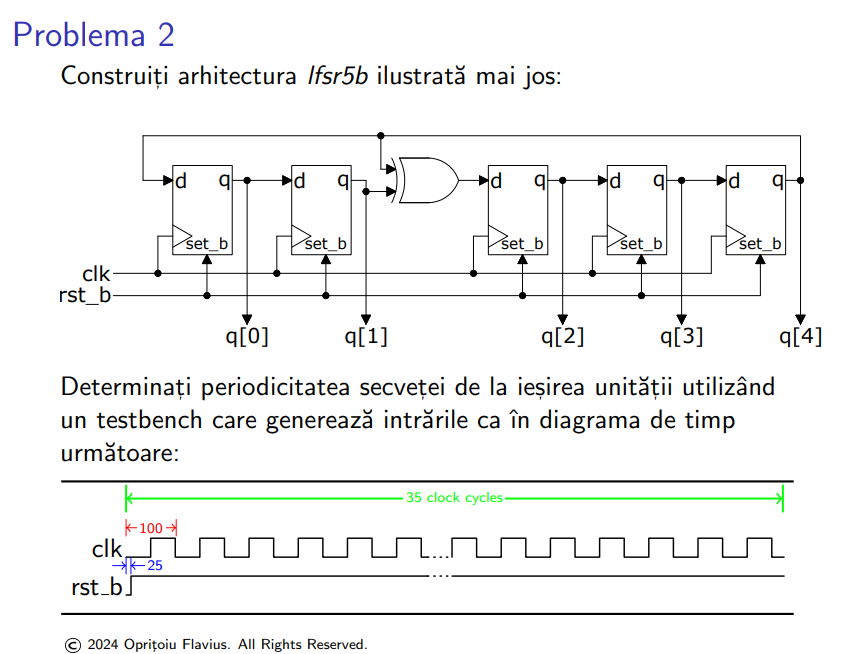 Problema 2
Construiți arhitectura lfsr5b ilustrată mai jos:
d q d q d q d q d q
set_b set_b set_b set_b set_b
clk
rst_b
q[0] q[1] q[2] q[3] q[4]
Determinați periodicitatea secveței de la ieșirea unității utilizând
un testbench care generează intrările ca în diagrama de timp
următoare:
35 clock cycles
100
clk
25
rst_b
© 2024 Oprițoiu Flavius. All Rights Reserved.